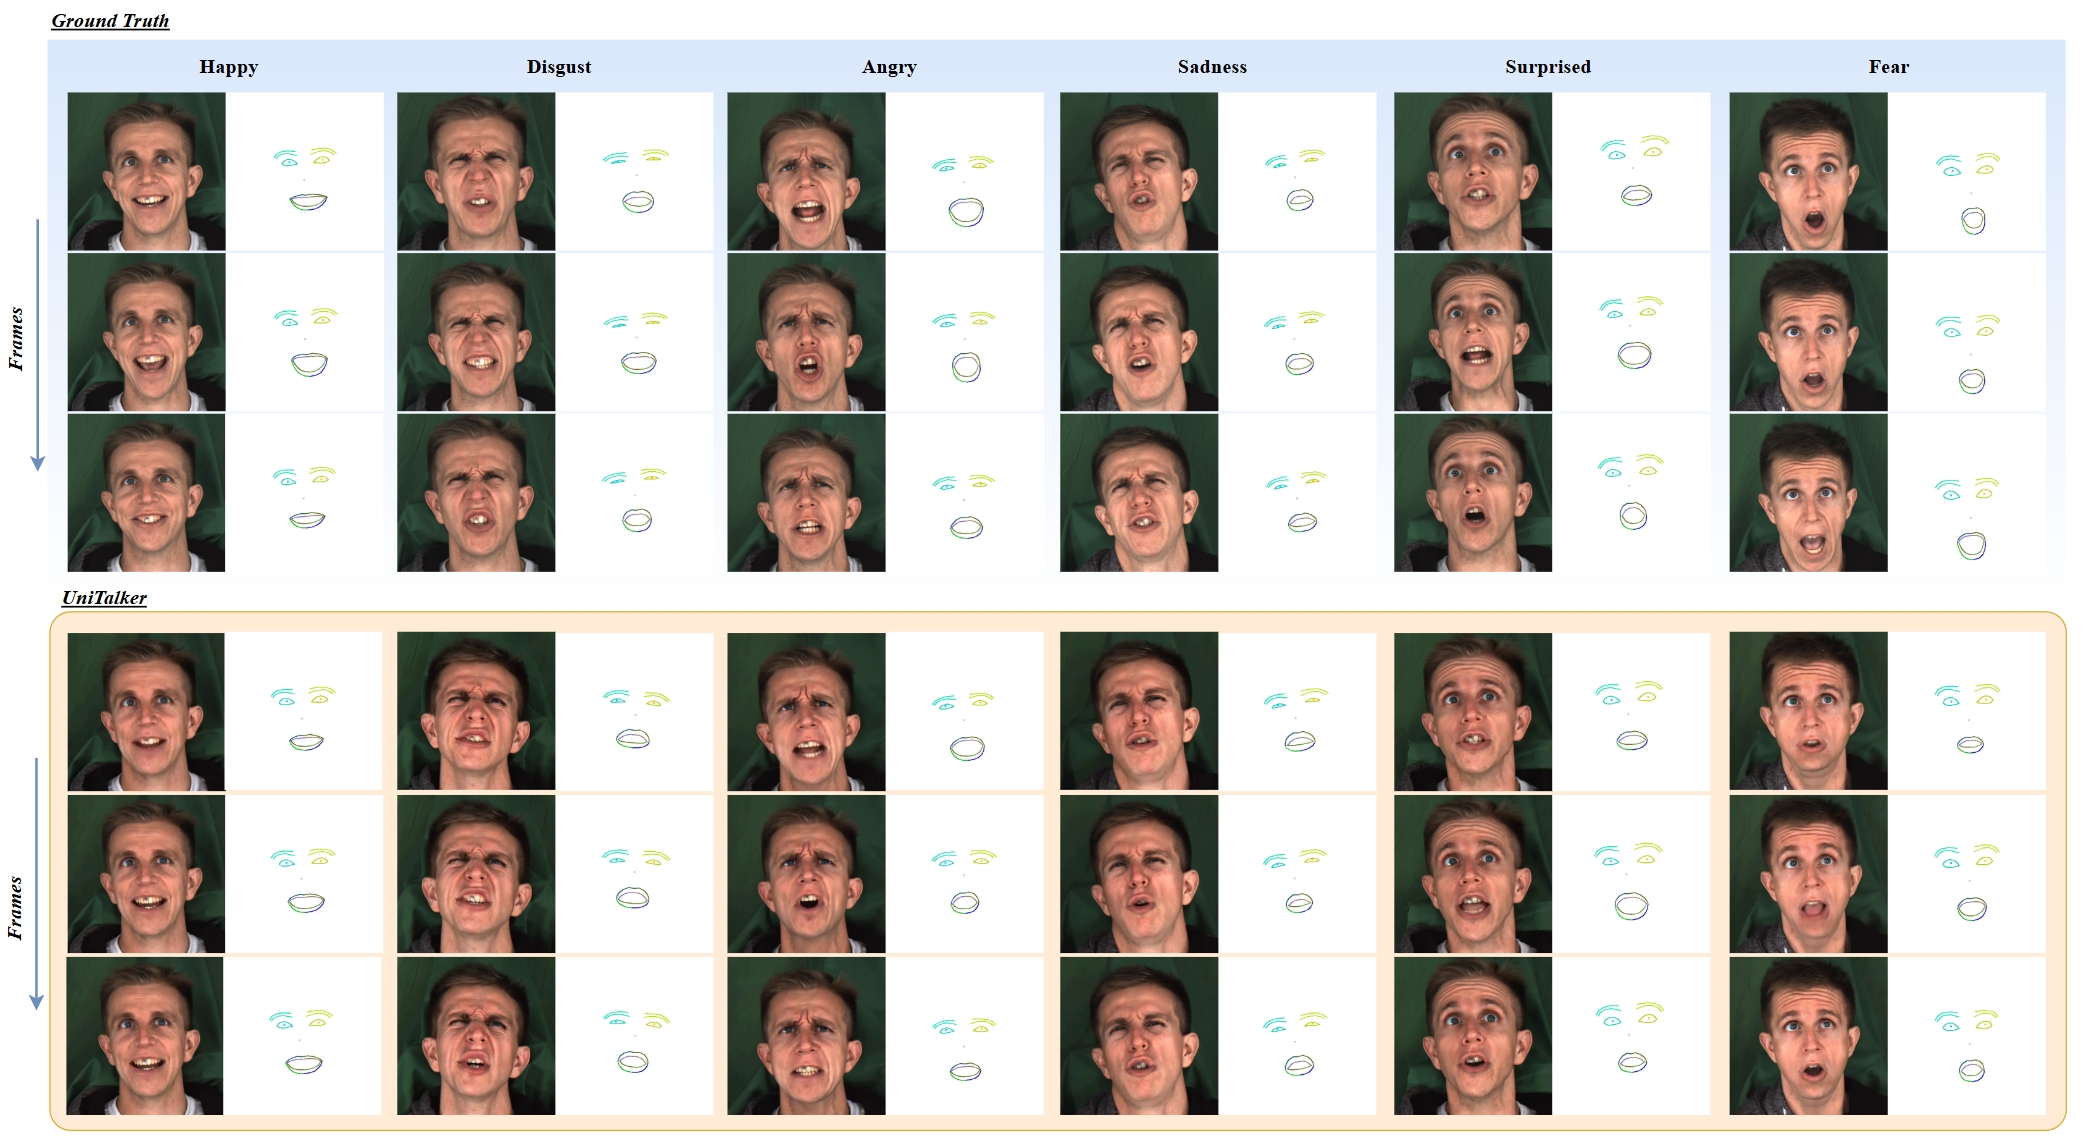 Ground Truth
Happy
Disgust
Angry
Sadness
Surprised
Fear
Frames
UniTalker
Frames